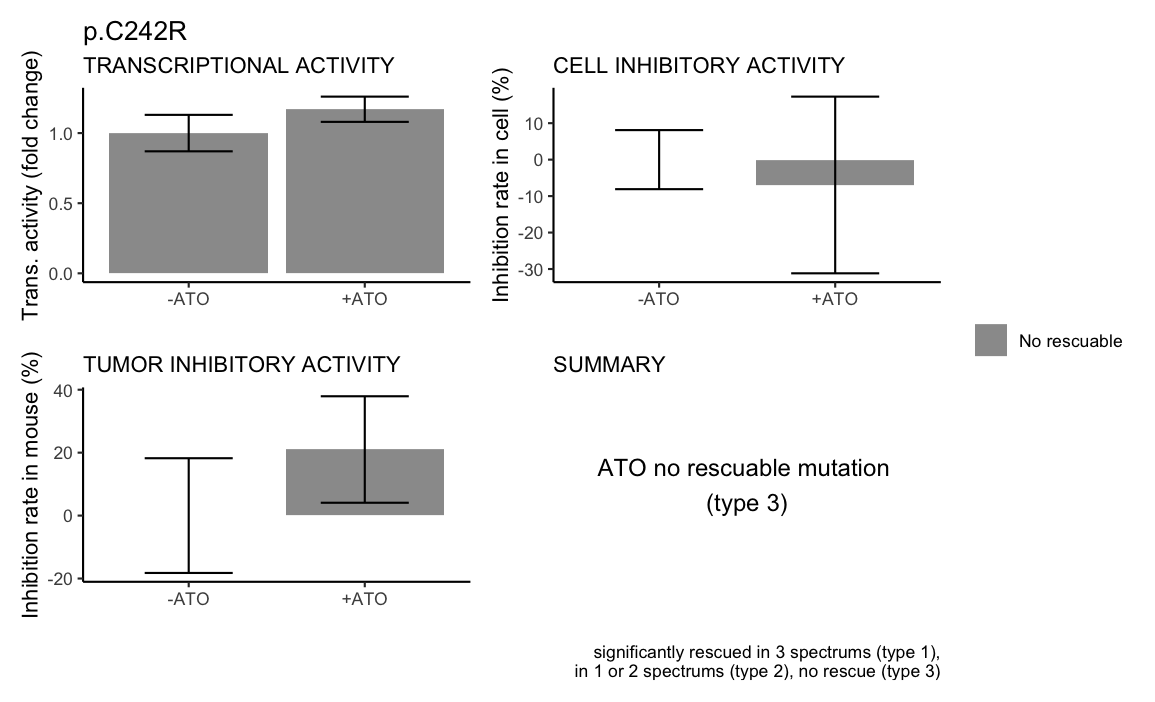 p.C242R
TRANSCRIPTIONAL ACTIVITY
Trans. activity (fold change)
1.0
0.5
0.0
-ATO
+ATO
CELL INHIBITORY ACTIVITY
Inhibition rate in cell (%)
10
0
-10
-20
-30
-ATO
+ATO
No rescuable
TUMOR INHIBITORY ACTIVITY
Inhibition rate in mouse (%)
40
20
0
-20
-ATO
+ATO
SUMMARY
ATO no rescuable mutation
(type 3)
significantly rescued in 3 spectrums (type 1),
in 1 or 2 spectrums (type 2), no rescue (type 3)